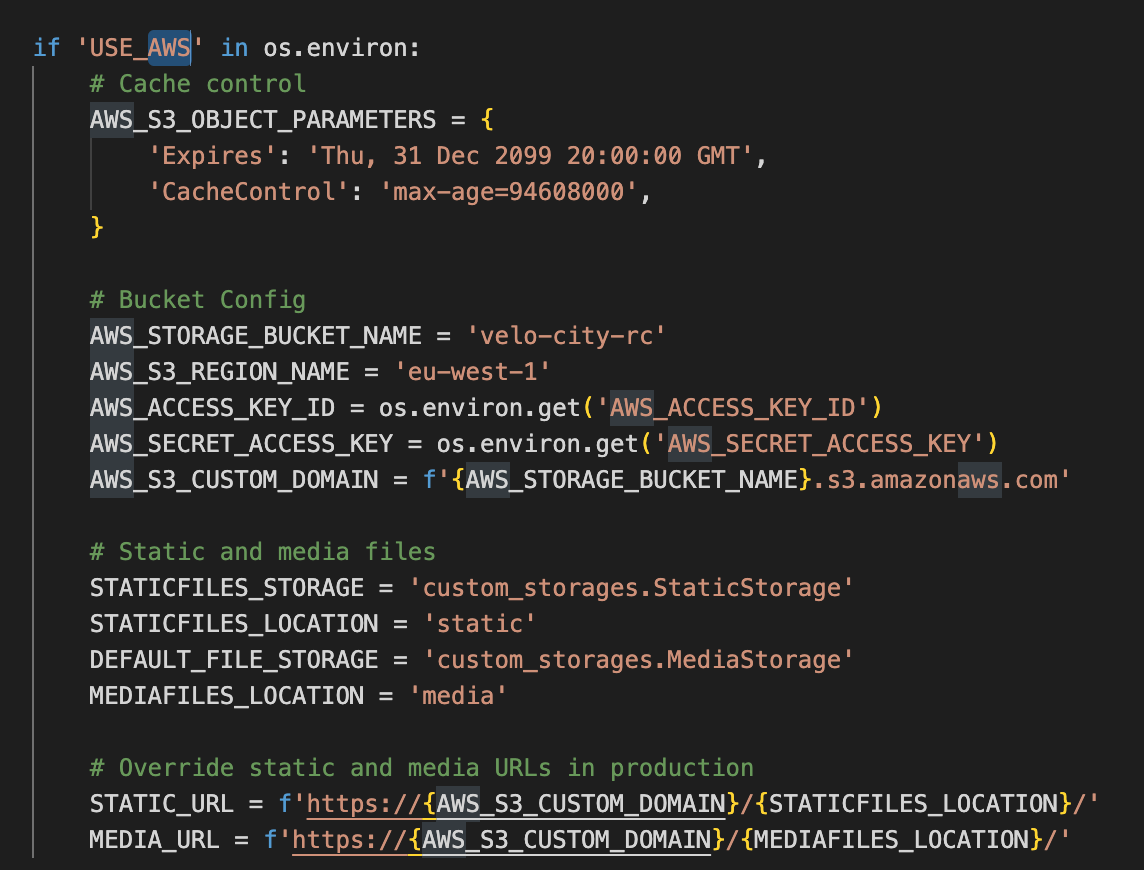 if 'USE_AWS' in os.environ:
# Cache control
AWS_S3_OBJECT_PARAMETERS = {
'Expires': 'Thu, 31 Dec 2099 20:00:00 GMT',
'CacheControl': 'max-age=94608000',
}
# Bucket Config
AWS_STORAGE_BUCKET_NAME = 'velo-city-rc'
AWS_S3_REGION_NAME = 'eu-west-1'
AWS_ACCESS_KEY_ID = os.environ.get('AWS_ACCESS_KEY_ID')
AWS_SECRET_ACCESS_KEY = os.environ.get('AWS_SECRET_ACCESS_KEY')
AWS_S3_CUSTOM_DOMAIN = f'{AWS_STORAGE_BUCKET_NAME}.s3.amazonaws.com'
# Static and media files
STATICFILES_STORAGE = 'custom_storages.StaticStorage'
STATICFILES_LOCATION = 'static'
DEFAULT_FILE_STORAGE = 'custom_storages.MediaStorage'
MEDIAFILES_LOCATION = 'media'
# Override static and media URLs in production
STATIC_URL = f'https://{AWS_S3_CUSTOM_DOMAIN}/{STATICFILES_LOCATION}/'
MEDIA_URL = f'https://{AWS_S3_CUSTOM_DOMAIN}/{MEDIAFILES_LOCATION}/'